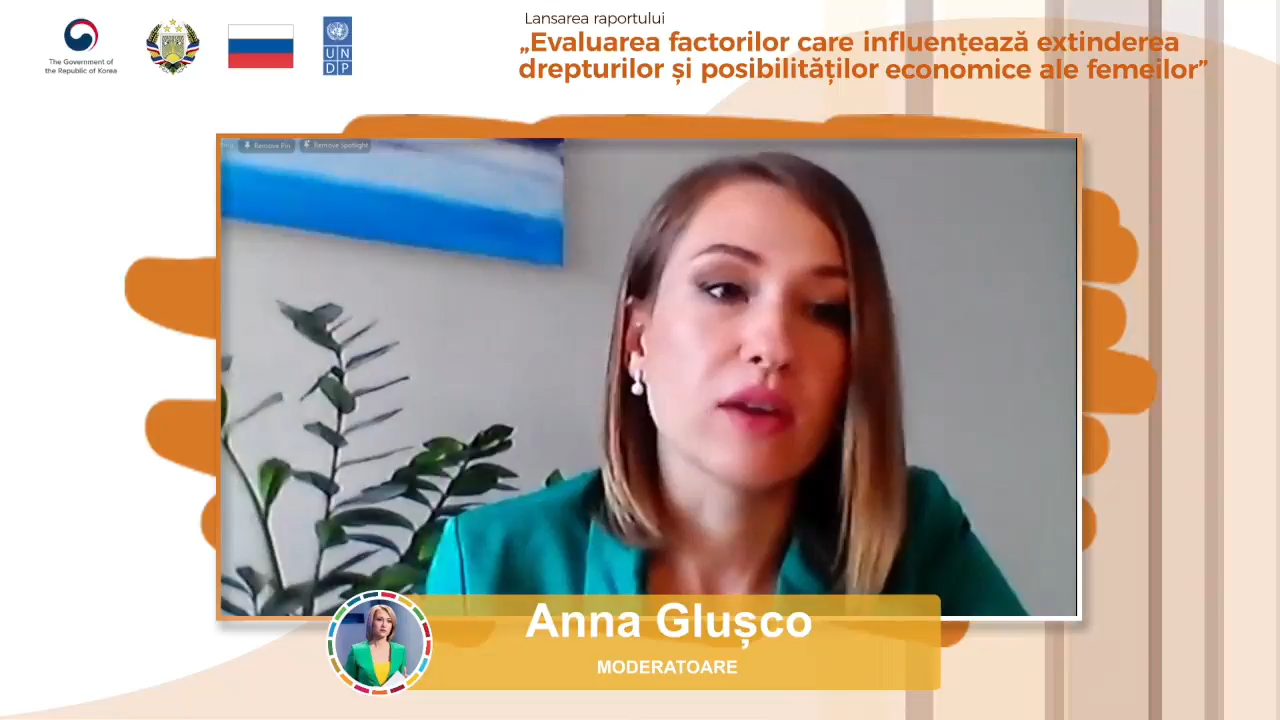 Lansarea raportului
„Evaluarea factorilor care influențează extinderea
drepturilor și posibilităților economice ale femeilor”
The Government of
the Republic of Korea
U N
D P
Remove Pin
Remove Spotlight
Anna Glușco
MODERATOARE